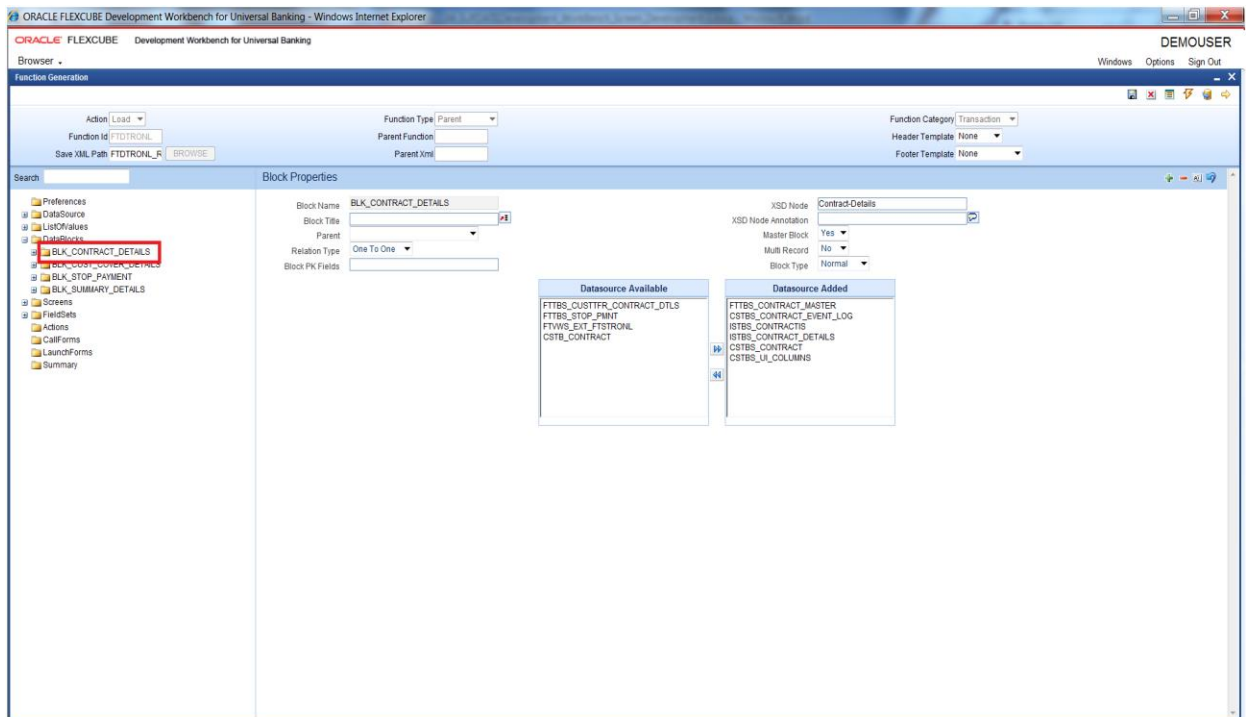 ORACLE FLEXCUBE Development Workbench for Universal Banking - Windows Internet Explorer
ORACLE FLEXCUBE Development Workbench for Universal Banking
DEMOUSER
Browser
Windows Options Sign Out
Function Generation
Action Load Function Type Parent Function Category Transaction
Function Id FTDTRONL Parent Function Header Template None
Save XML Path FTDTRONL_R BROWSE Parent Xml Footer Template None
Search
Block Properties
Preferences
DataSource
ListOfValues
DataBlocks
BLK_CONTRACT_DETAILS
BLK_CUST_COVER_DETAILS
BLK_STOP_PAYMENT
BLK_SUMMARY_DETAILS
Screens
FieldSets
Actions
CallForms
LaunchForms
Summary
Block Name BLK_CONTRACT_DETAILS
Block Title
Parent
Relation Type One To One
Block PK Fields
XSD Node Contract-Details
XSD Node Annotation
Master Block Yes
Multi Record No
Block Type Normal
Datasource Available
FTTBS_CUSTTFR_CONTRACT_DTLS
FTTBS_STOP_PMNT
FTVWS_EXT_FTSTRONL
CSTB_CONTRACT
Datasource Added
FTTBS_CONTRACT_MASTER
CSTBS_CONTRACT_EVENT_LOG
ISTBS_CONTRACTIS
ISTBS_CONTRACT_DETAILS
CSTBS_CONTRACT
CSTBS_UI_COLUMNS